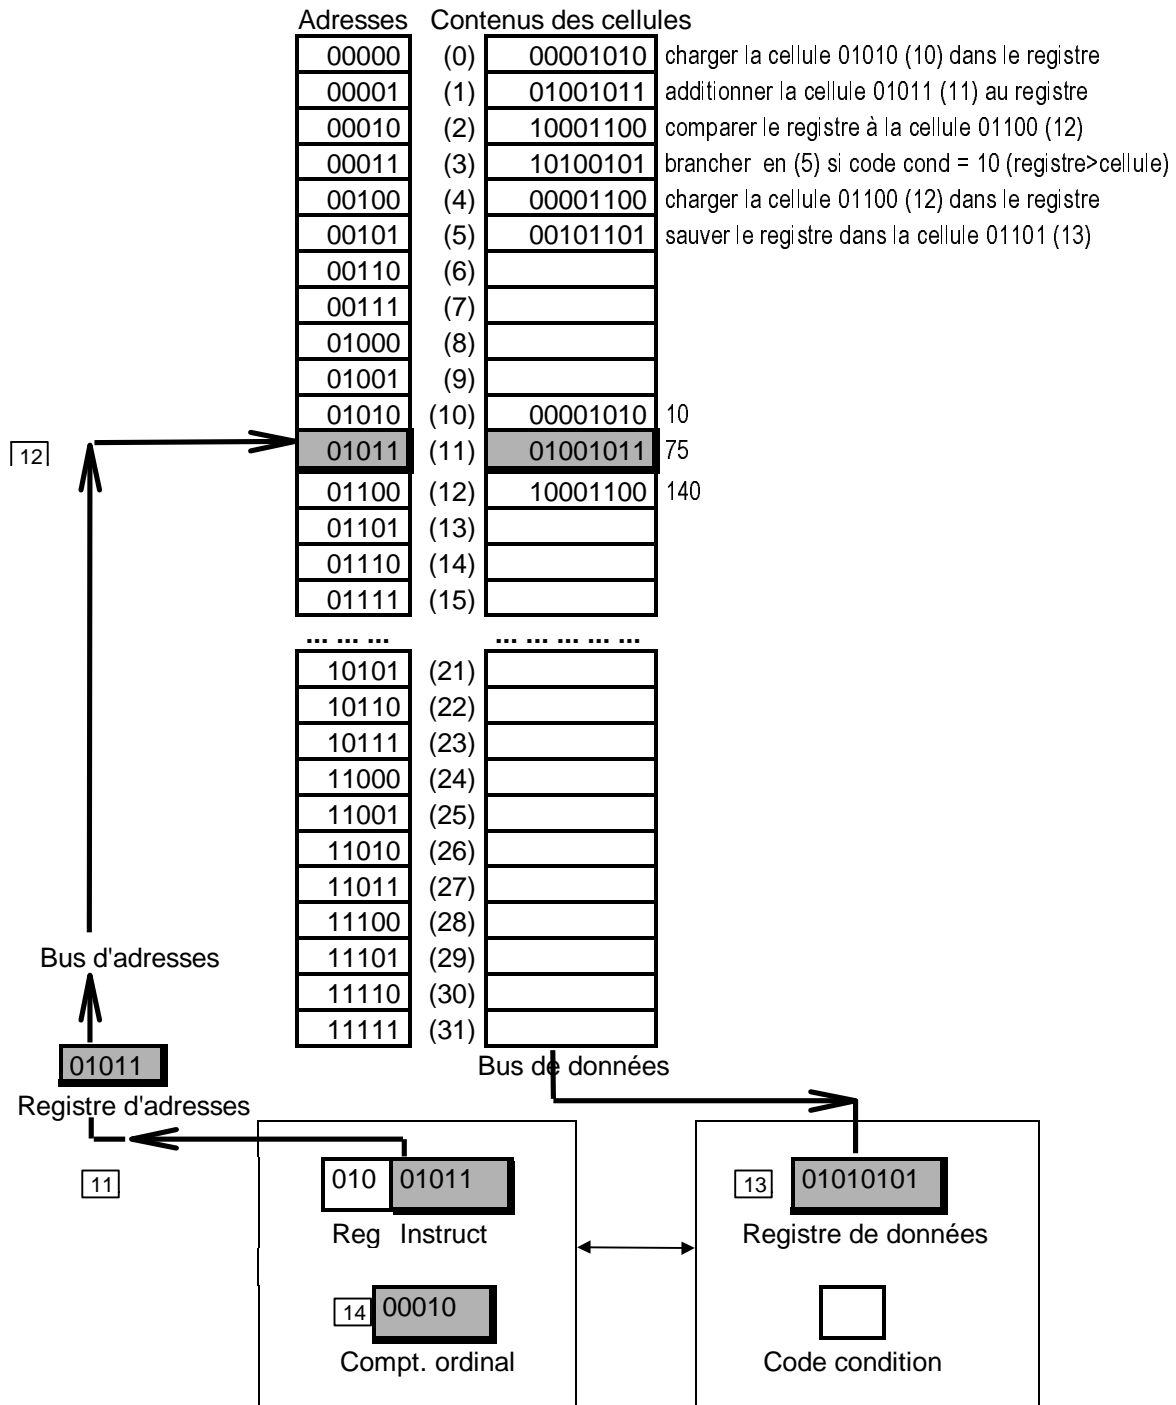 Adresses Contenus des cellules
00000 (0) 00001010 charger la cellule 01010 (10) dans le registre
00001 (1) 01001011 additionner la cellule 01011 (11) au registre
00010 (2) 10001100 comparer le registre à la cellule 01100 (12)
00011 (3) 10100101 brancher en (5) si code cond = 10 (registre>cellule)
00100 (4) 00001100 charger la cellule 01100 (12) dans le registre
00101 (5) 00101101 sauver le registre dans la cellule 01101 (13)
00110 (6)
00111 (7)
01000 (8)
01001 (9)
01010 (10) 00001010 10
12 01011 (11) 01001011 75
01100 (12) 10001100 140
01101 (13)
01110 (14)
01111 (15)
... ... ... ... ... ... ... ...
10101 (21)
10110 (22)
10111 (23)
11000 (24)
11001 (25)
11010 (26)
11011 (27)
11100 (28)
Bus d'adresses 11101 (29)
11110 (30)
11111 (31)
01011 Bus de données
Registre d'adresses
11 010 01011 13 01010101
Reg Instruct Registre de données
14 00010
Compt. ordinal Code condition